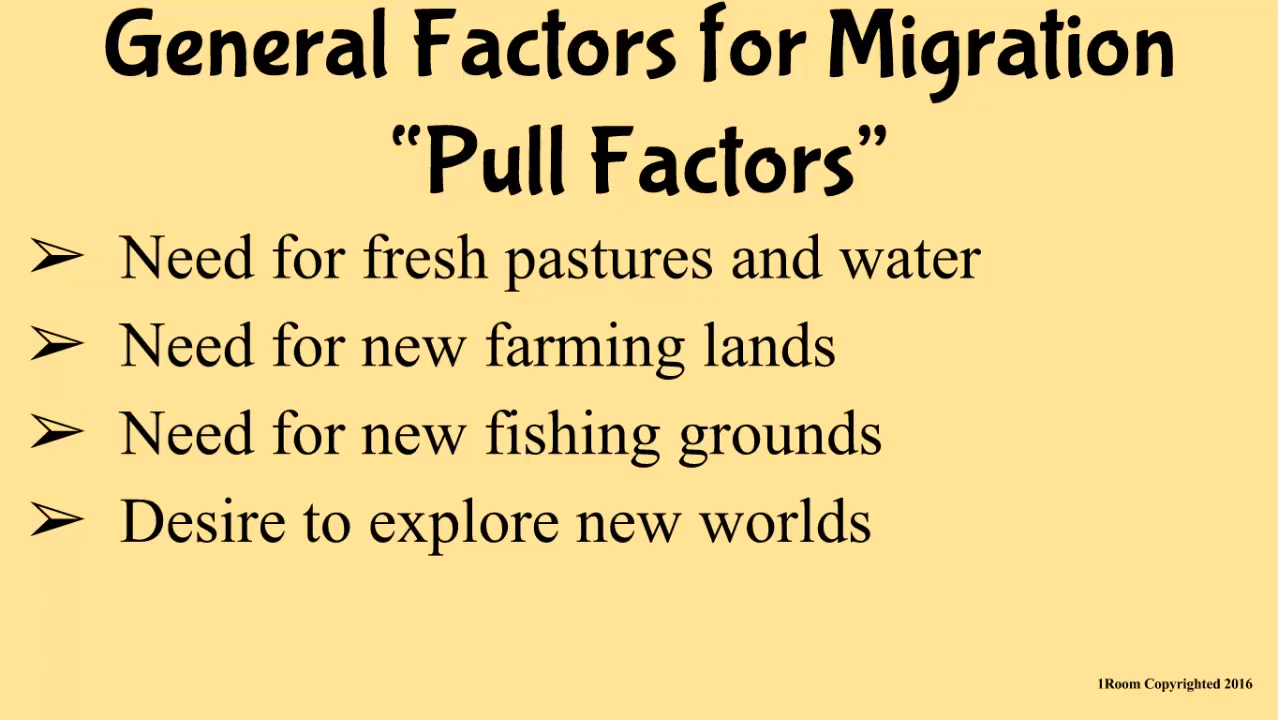 General Factors for Migration
“Pull Factors”
➢ Need for fresh pastures and water
➢ Need for new farming lands
➢ Need for new fishing grounds
➢ Desire to explore new worlds
1Room Copyrighted 2016